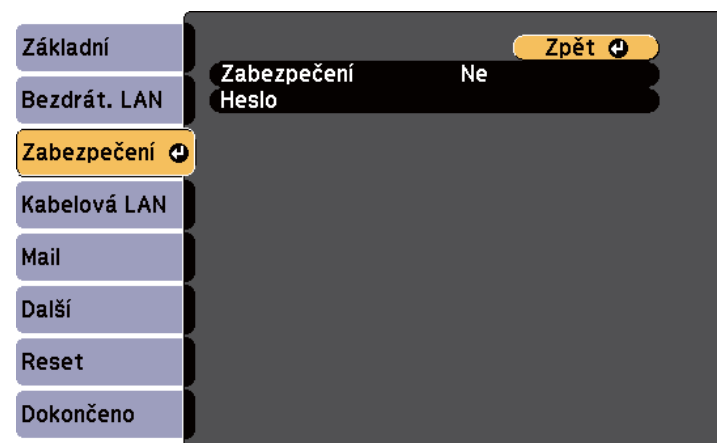 Základní
Bezdrát. LAN
Zabezpečení
Kabelová LAN
Mail
Další
Reset
Dokončeno
Zpět
Zabezpečení Ne
Heslo